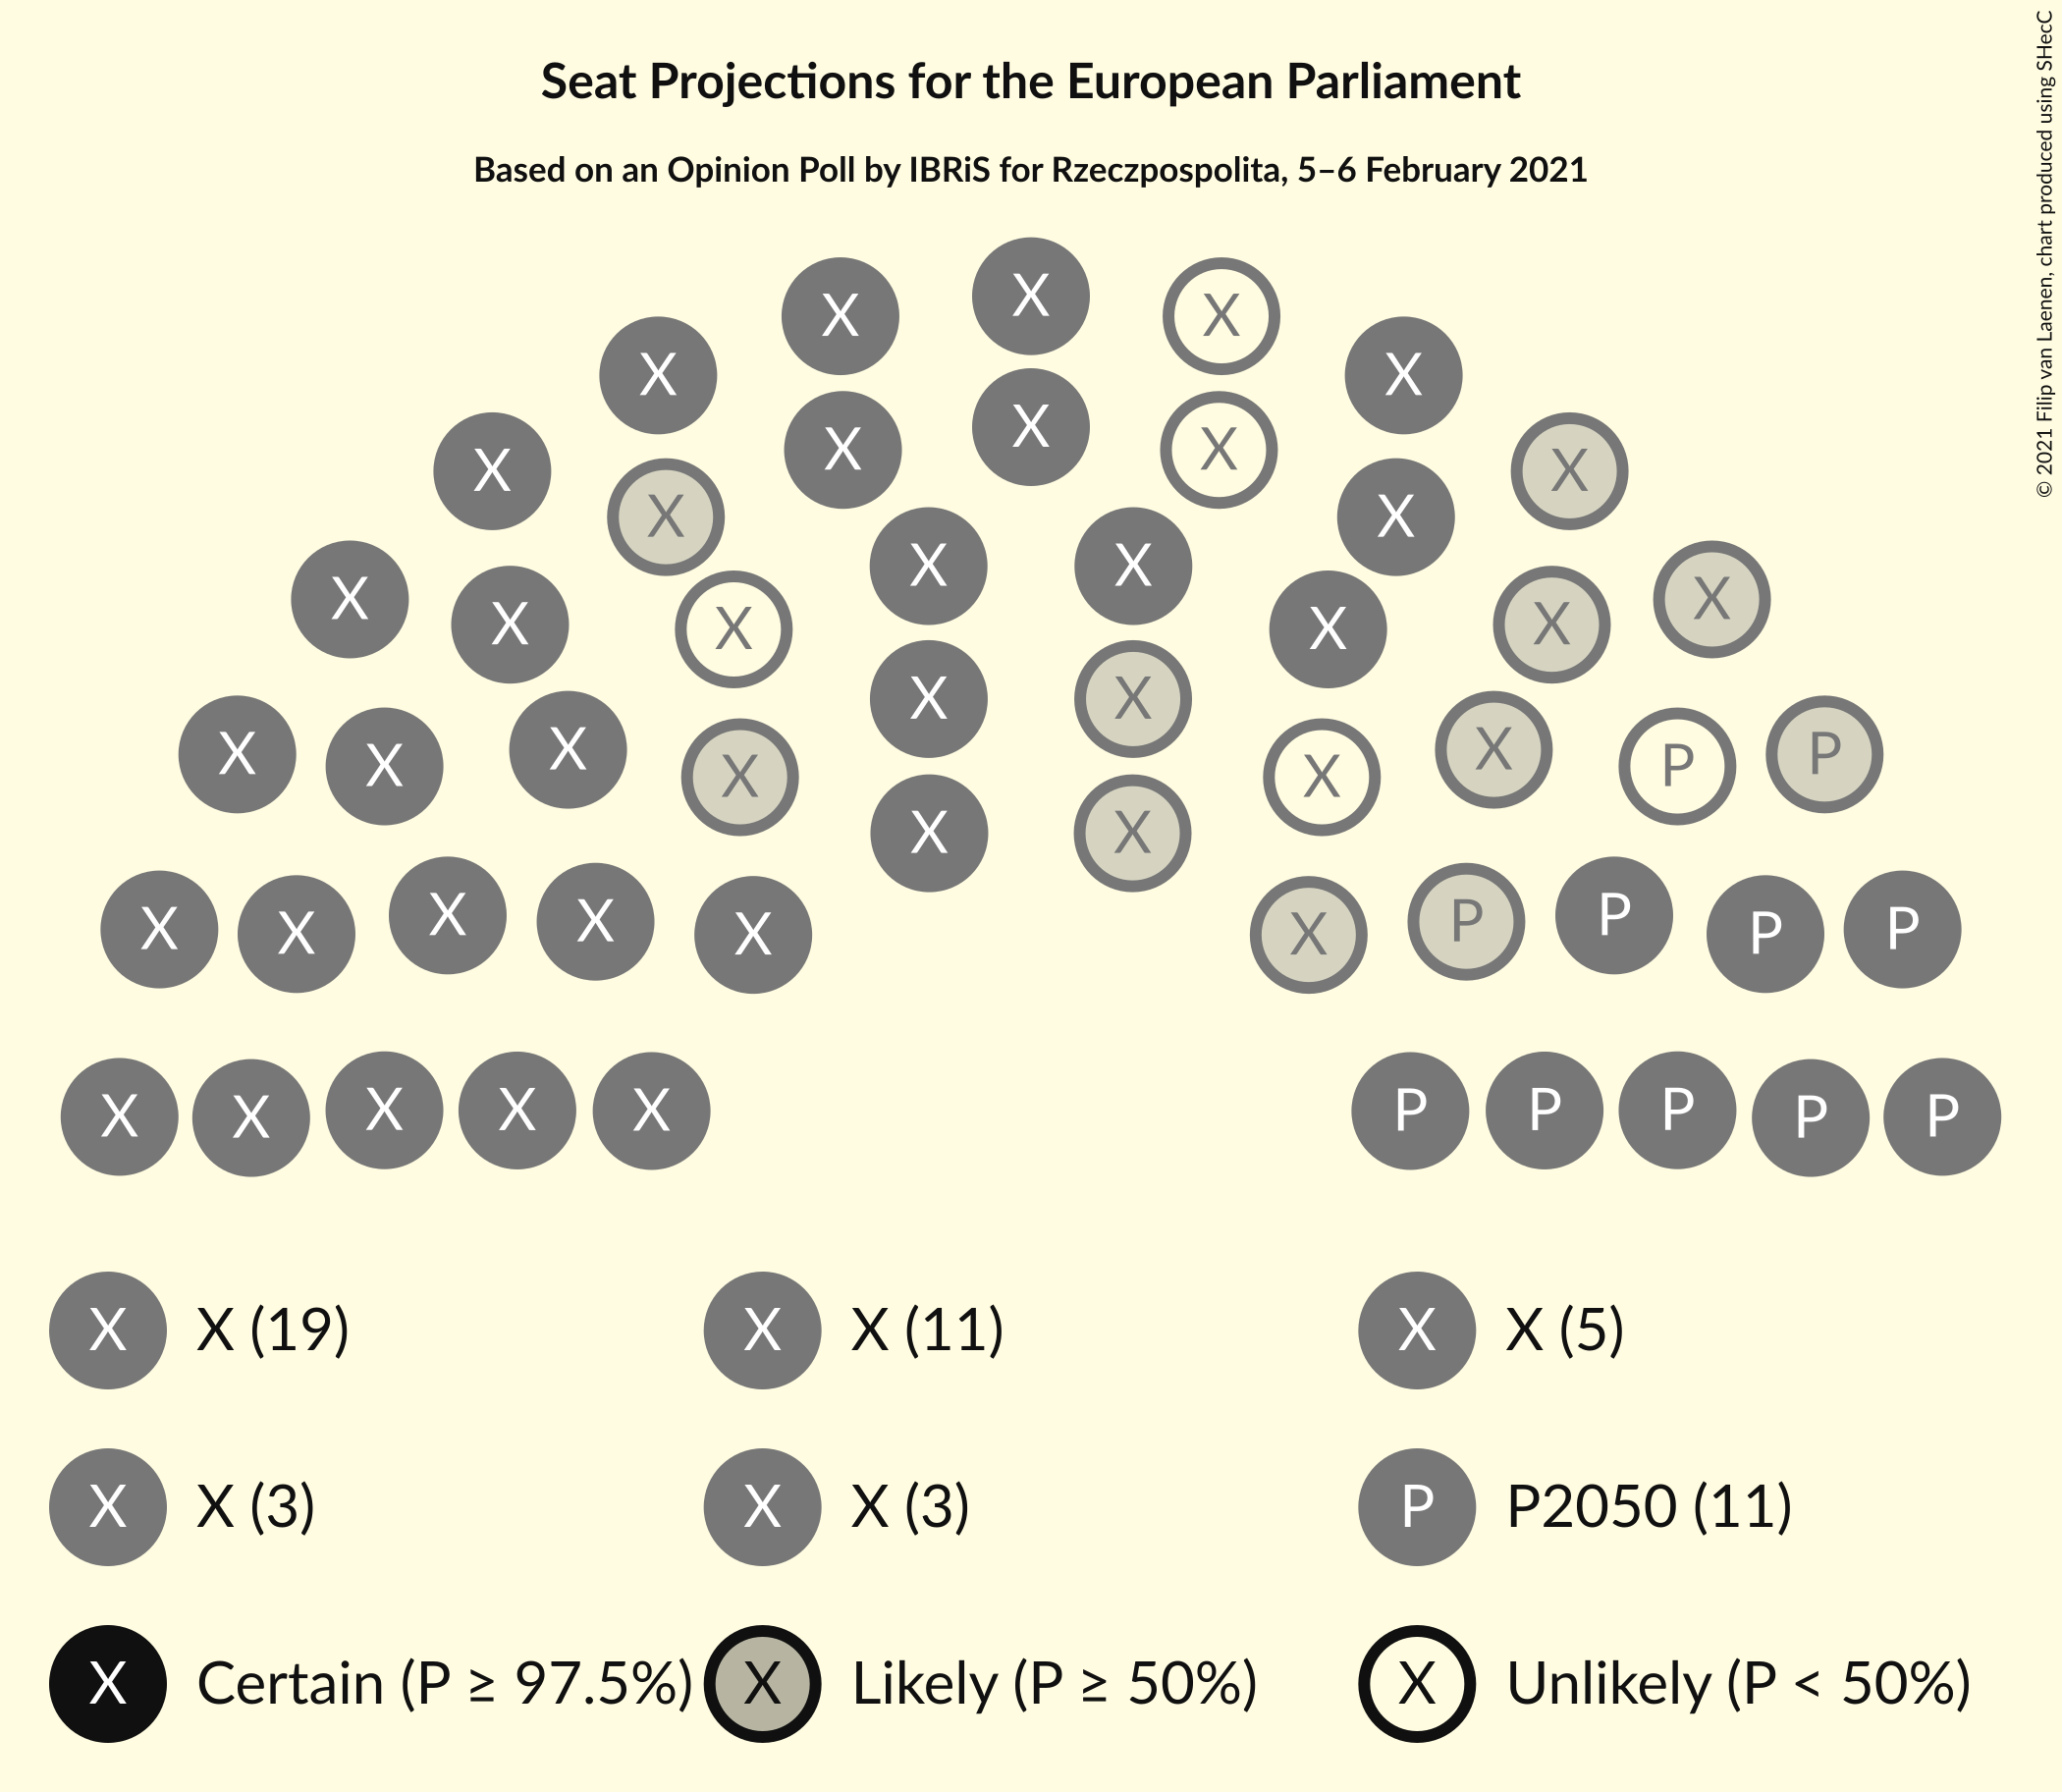 Seat Projections for the European Parliament
Based on an Opinion Poll by IBRiS for Rzeczpospolita, 5–6 February 2021
© 2021 Filip van Laenen, chart produced using SHecC
X
X X
X X
X
X X
X X
X X
X X
X X X X
X X
X X
X X X X P P
X X
X X X X P P
X X P P
X X X X X P P P P P
X X (19) X X (11) X X (5)
X X (3) X X (3) P P2050 (11)
X Certain (P ≥ 97.5%) X Likely (P ≥ 50%) X Unlikely (P < 50%)